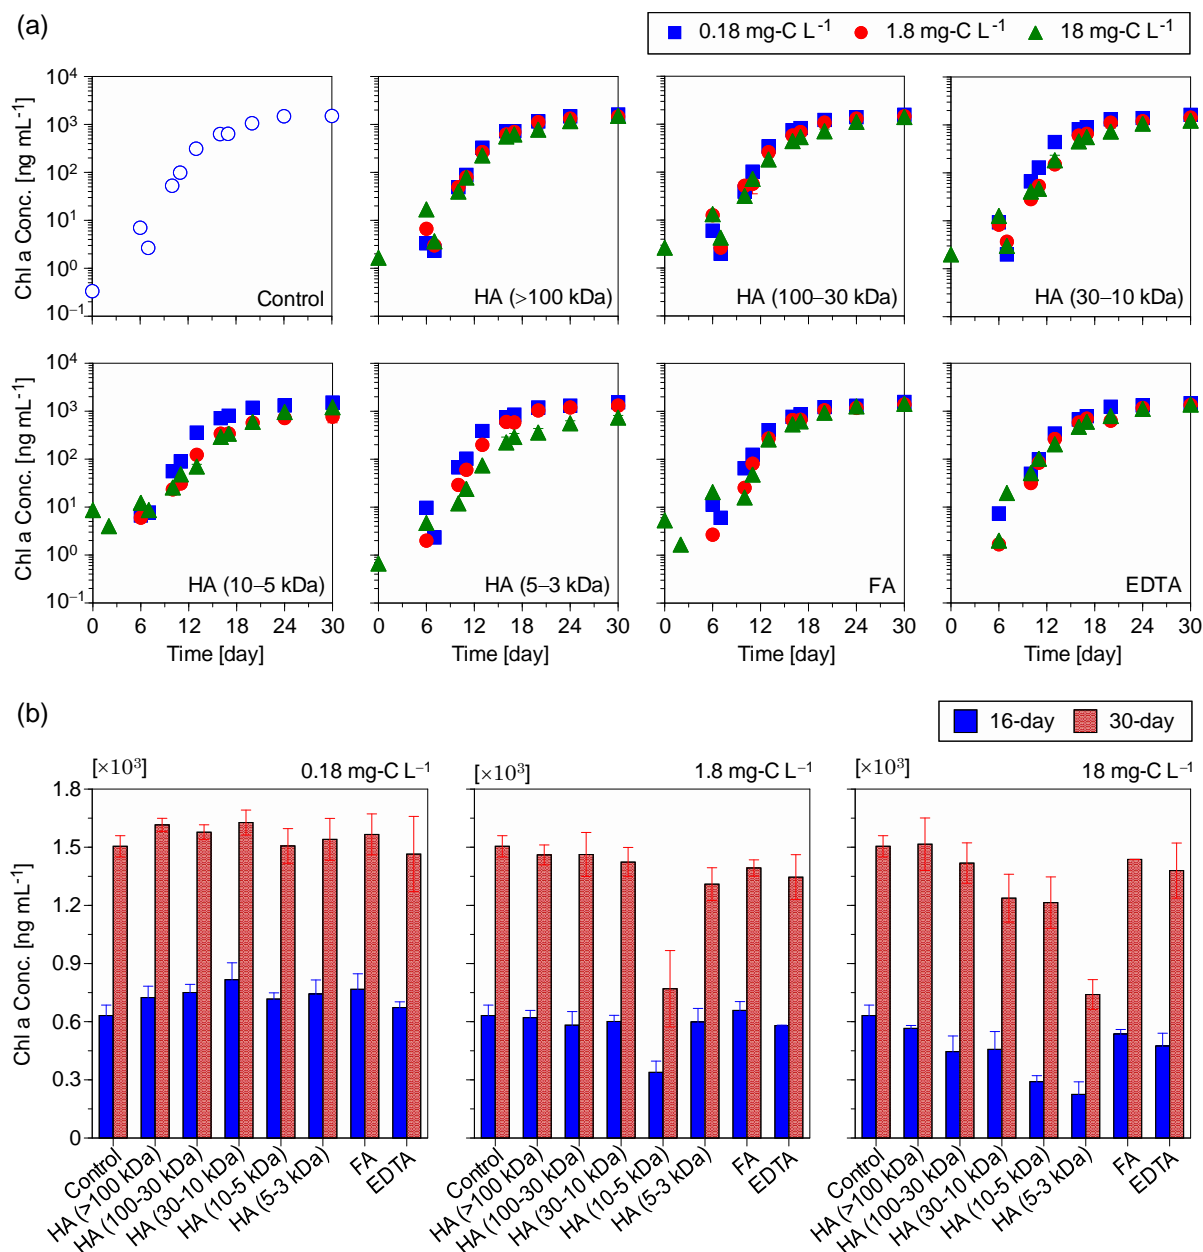 (a)
0.18 mg-C L⁻¹ 1.8 mg-C L⁻¹ 18 mg-C L⁻¹
Chl a Conc. [ng mL⁻¹]
10⁴
10³
10²
10¹
10⁰
10⁻¹
Control
HA (>100 kDa)
HA (100–30 kDa)
HA (30–10 kDa)
Chl a Conc. [ng mL⁻¹]
10⁴
10³
10²
10¹
10⁰
10⁻¹
HA (10–5 kDa)
HA (5–3 kDa)
FA
EDTA
0 6 12 18 24 30
0 6 12 18 24 30
0 6 12 18 24 30
0 6 12 18 24 30
Time [day]
Time [day]
Time [day]
Time [day]
(b)
16-day 30-day
[×10³] 0.18 mg-C L⁻¹
[×10³] 1.8 mg-C L⁻¹
[×10³] 18 mg-C L⁻¹
Chl a Conc. [ng mL⁻¹]
1.8
1.5
1.2
0.9
0.6
0.3
0
Control
HA (>100 kDa)
HA (100-30 kDa)
HA (30-10 kDa)
HA (10-5 kDa)
HA (5-3 kDa)
FA
EDTA
Control
HA (>100 kDa)
HA (100-30 kDa)
HA (30-10 kDa)
HA (10-5 kDa)
HA (5-3 kDa)
FA
EDTA
Control
HA (>100 kDa)
HA (100-30 kDa)
HA (30-10 kDa)
HA (10-5 kDa)
HA (5-3 kDa)
FA
EDTA